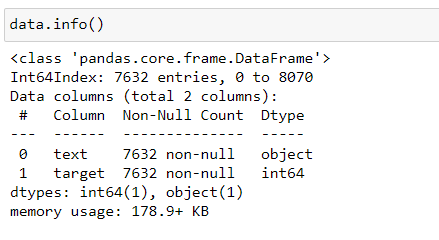 data.info()
<class 'pandas.core.frame.DataFrame'>
Int64Index: 7632 entries, 0 to 8070
Data columns (total 2 columns):
 #   Column  Non-Null Count  Dtype
---  ------  --------------  -----
 0   text    7632 non-null   object
 1   target  7632 non-null   int64
dtypes: int64(1), object(1)
memory usage: 178.9+ KB